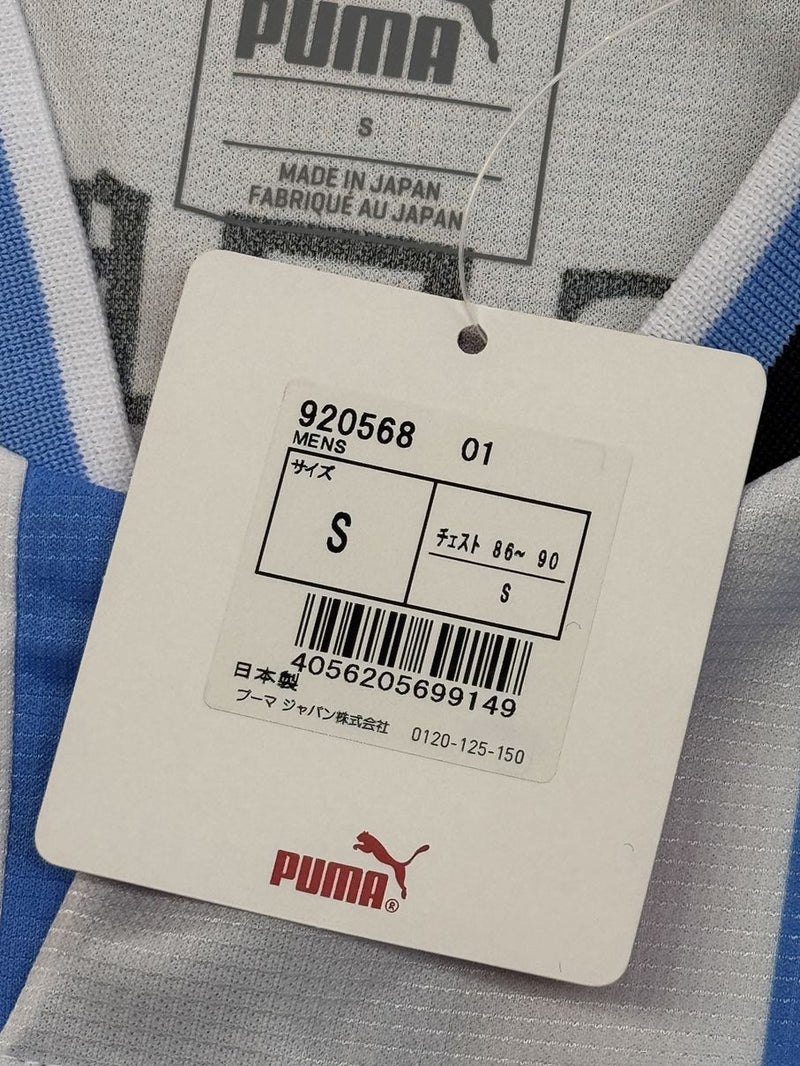 PUMA
S
MADE IN JAPAN
FABRIQUÉ AU JAPAN
920568 01
MENS
サイズ
S
チェスト 86~ 90
S
4056205699149
日本製
プーマ ジャパン株式会社 0120-125-150
PUMA®